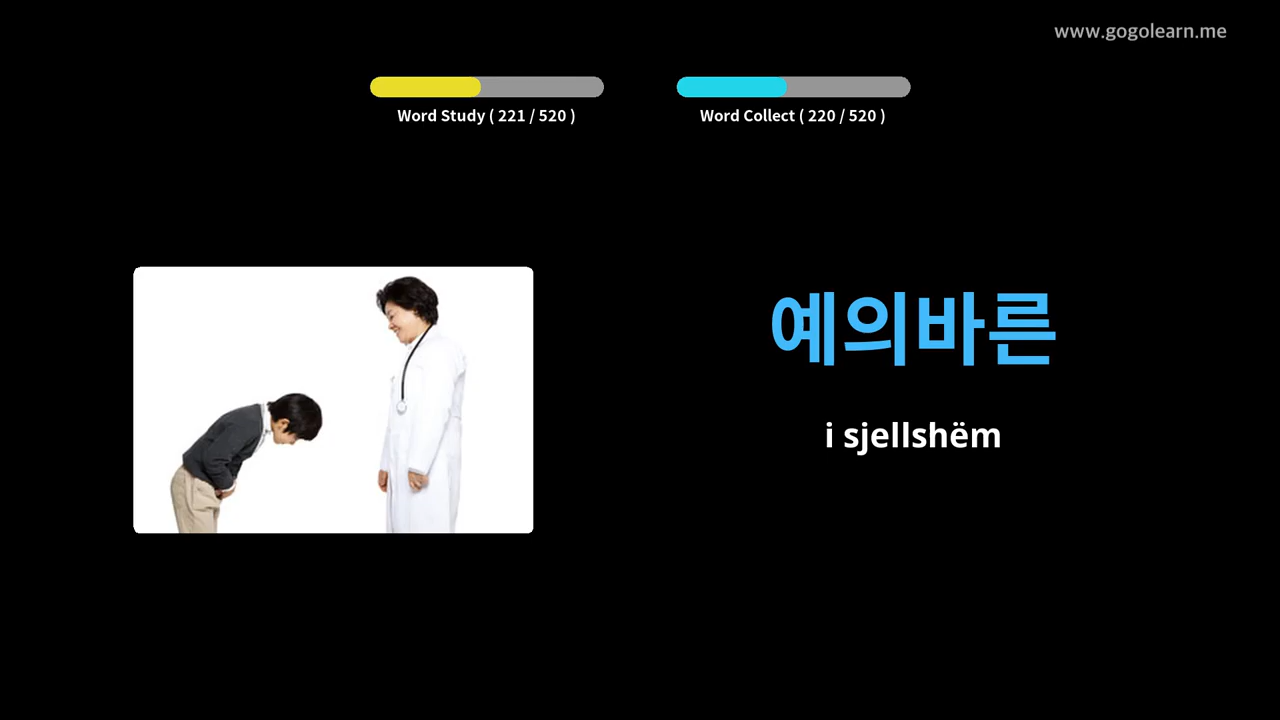 www.gogolearn.me
Word Study ( 221 / 520 )
Word Collect ( 220 / 520 )
예의바른
i sjellshëm